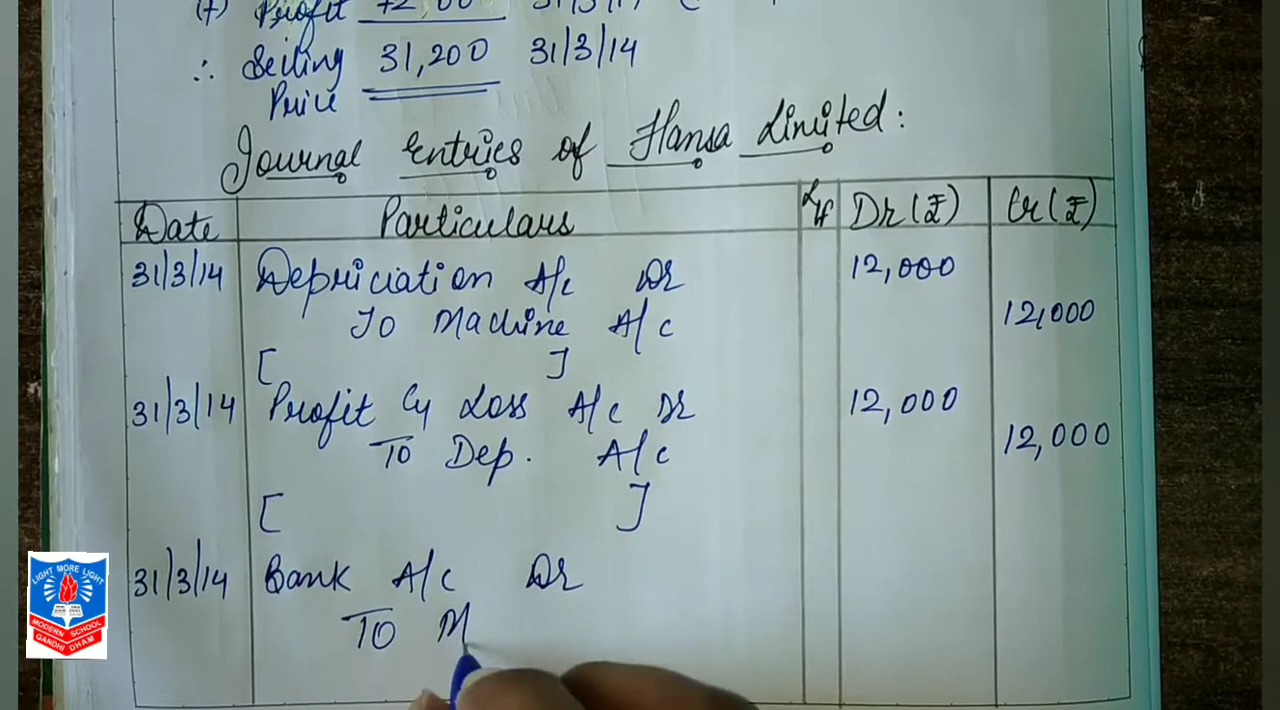 (+) Profit
∴ Selling 31,200 31/3/14
Price
Journal Entries of Hansa Limited:
Date Particulars LF Dr(₹) Cr(₹)
31/3/14 Depriciation A/c Dr 12,000
To Machine A/c 12,000
[ ]
31/3/14 Profit & Loss A/c Dr 12,000
To Dep. A/c 12,000
[ ]
31/3/14 Bank A/c Dr
To M
LIGHT MORE LIGHT
MODERN SCHOOL
GANDHIDHAM